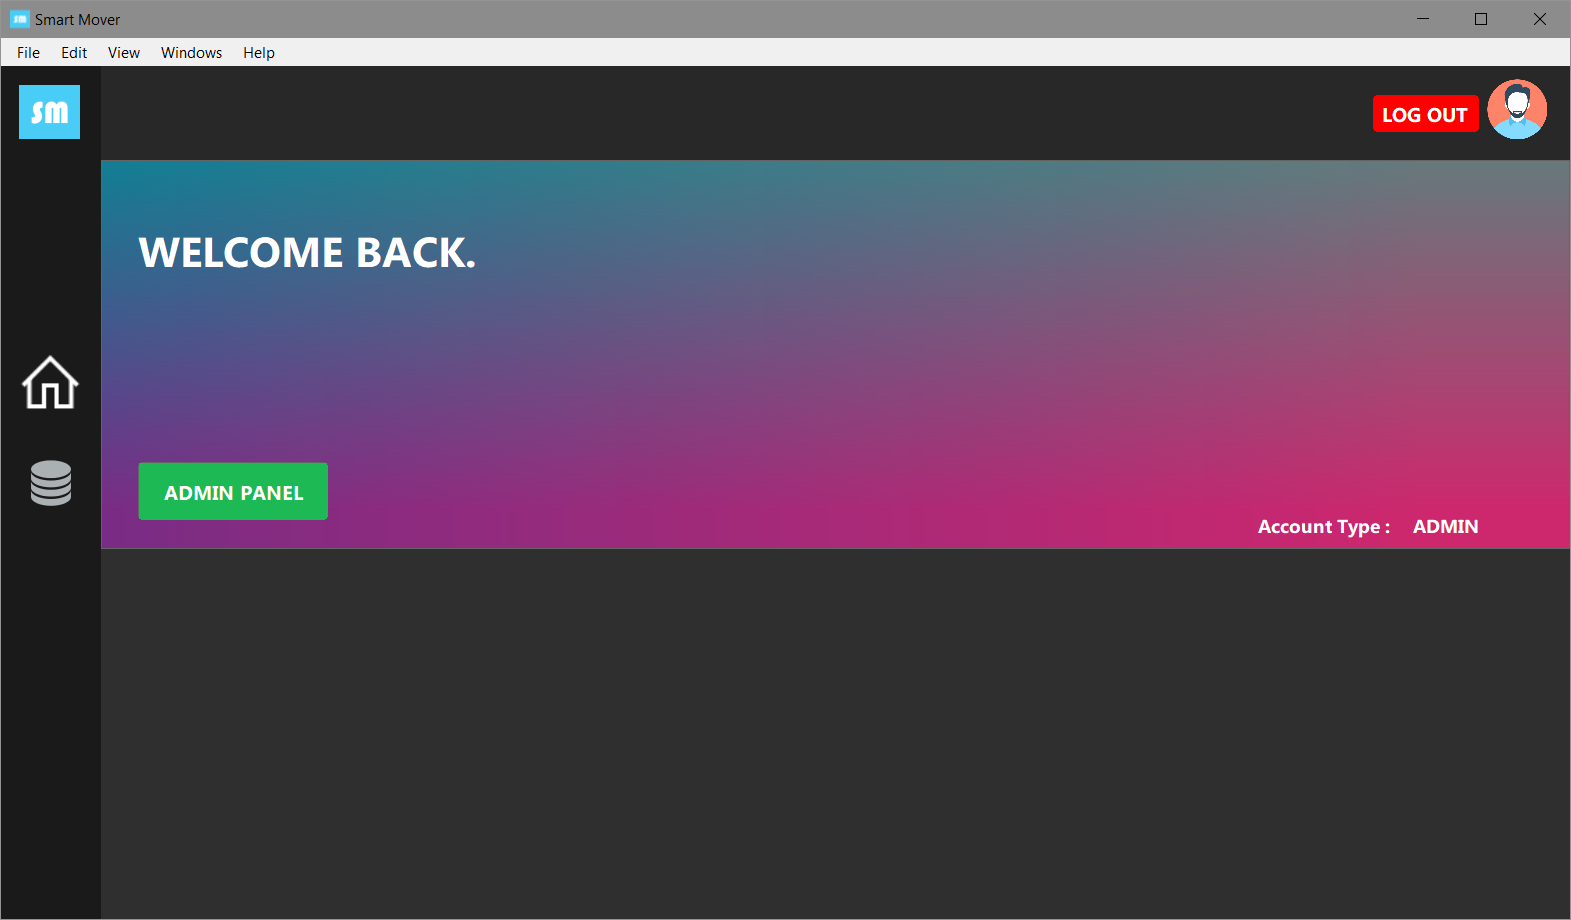 Smart Mover
File Edit View Windows Help
SM
LOG OUT
WELCOME BACK.
ADMIN PANEL
Account Type : ADMIN